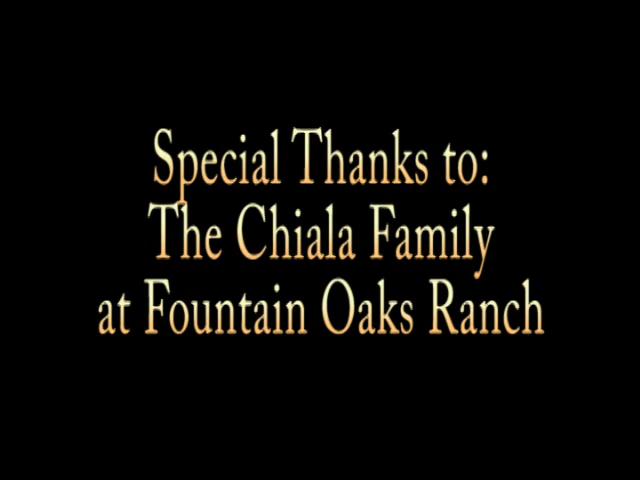 Special Thanks to:
The Chiala Family
at Fountain Oaks Ranch